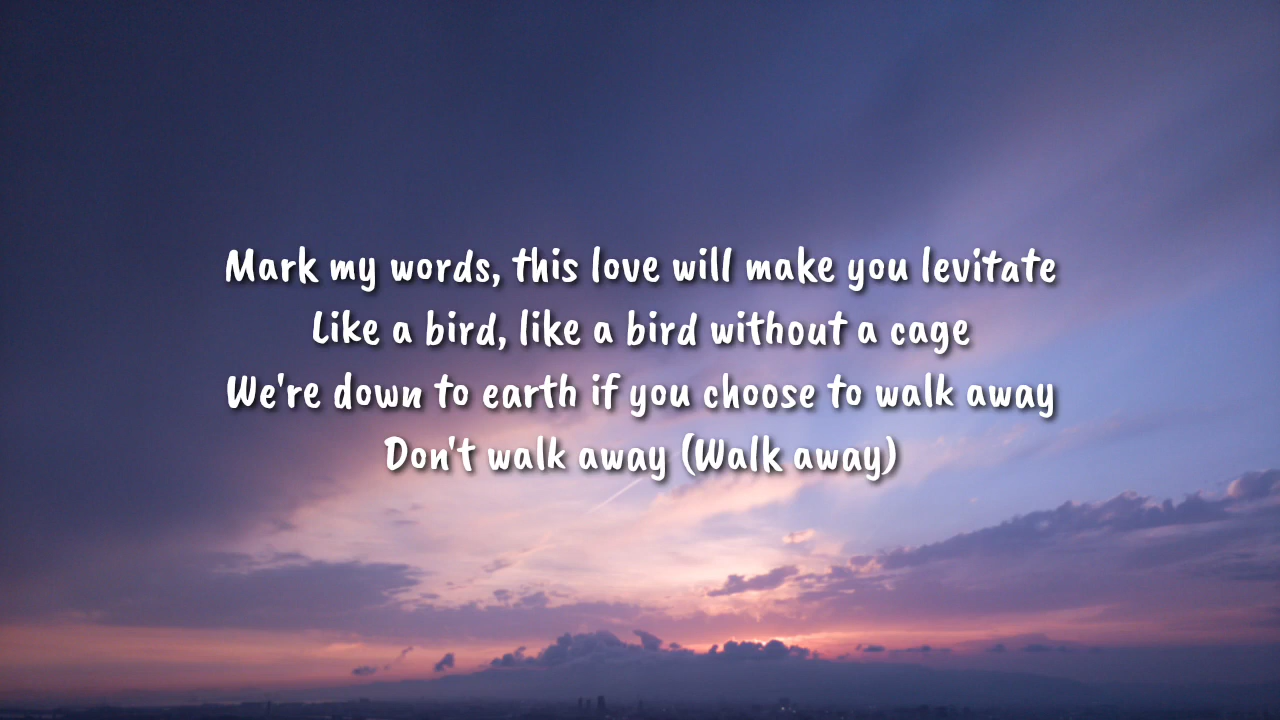 Mark my words, this love will make you levitate
Like a bird, like a bird without a cage
We're down to earth if you choose to walk away
Don't walk away (Walk away)